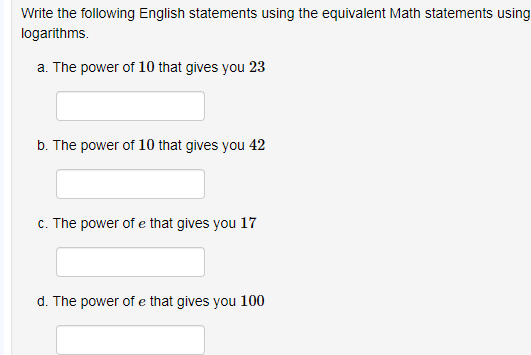 Write the following English statements using the equivalent Math statements using
logarithms.
a. The power of 10 that gives you 23
b. The power of 10 that gives you 42
c. The power of e that gives you 17
d. The power of e that gives you 100